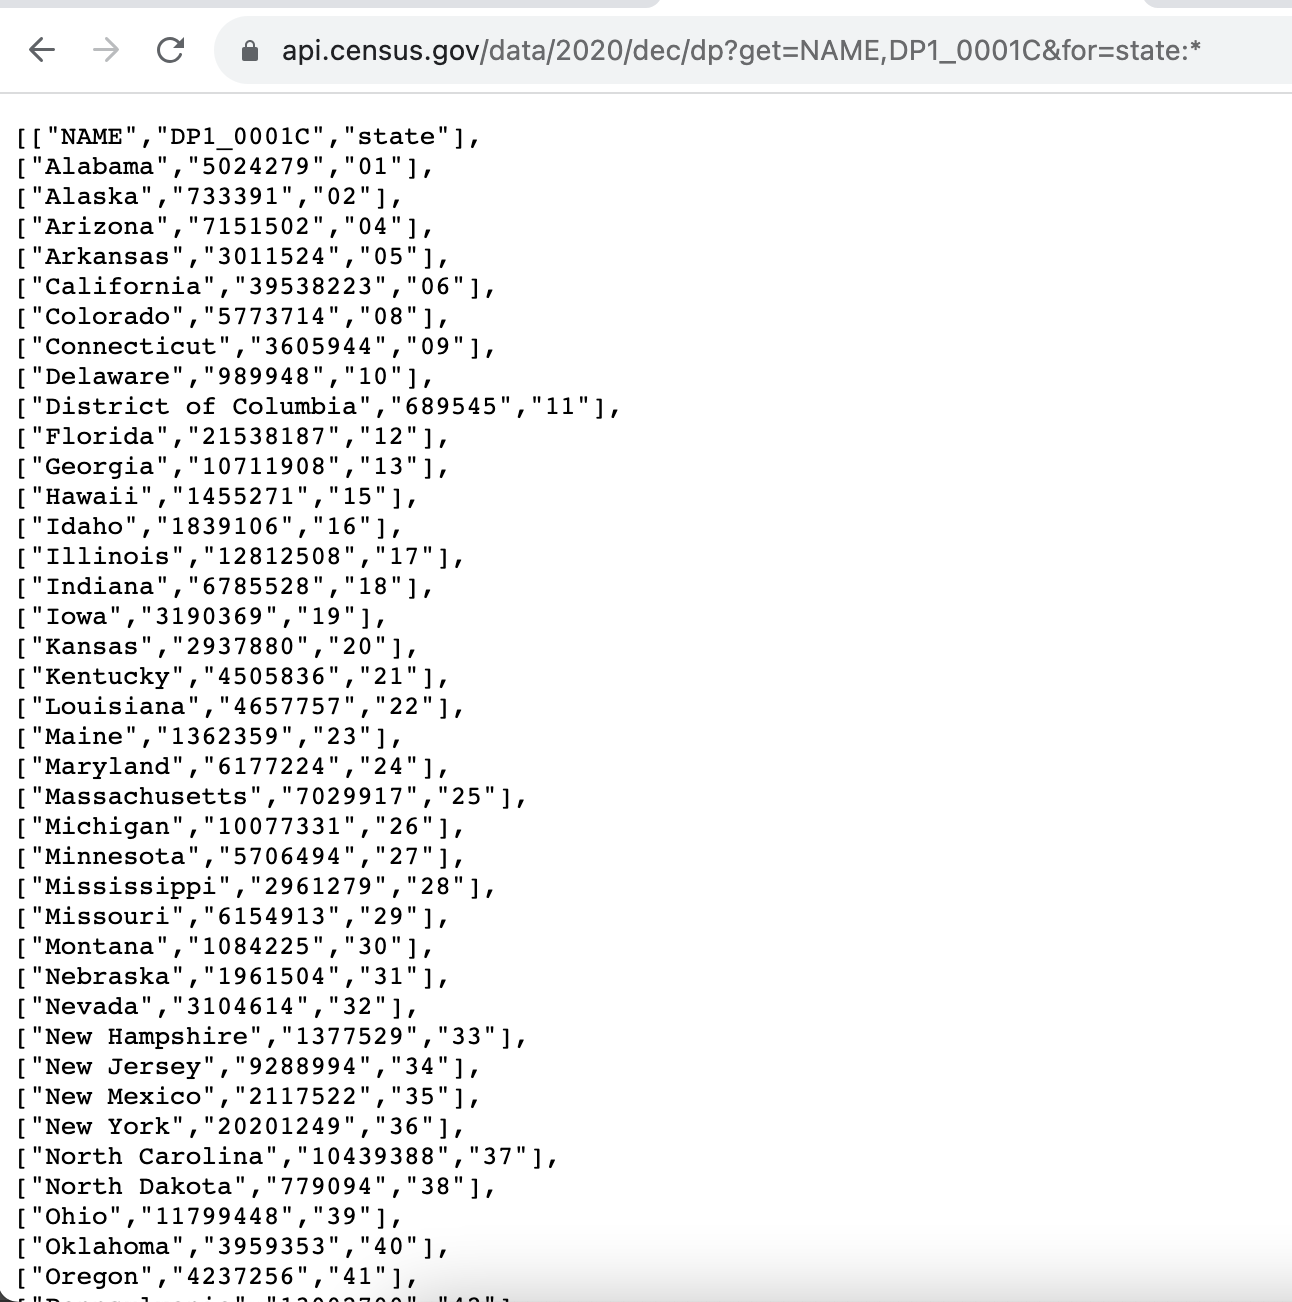 api.census.gov/data/2020/dec/dp?get=NAME,DP1_0001C&for=state:*
[["NAME","DP1_0001C","state"],
["Alabama","5024279","01"],
["Alaska","733391","02"],
["Arizona","7151502","04"],
["Arkansas","3011524","05"],
["California","39538223","06"],
["Colorado","5773714","08"],
["Connecticut","3605944","09"],
["Delaware","989948","10"],
["District of Columbia","689545","11"],
["Florida","21538187","12"],
["Georgia","10711908","13"],
["Hawaii","1455271","15"],
["Idaho","1839106","16"],
["Illinois","12812508","17"],
["Indiana","6785528","18"],
["Iowa","3190369","19"],
["Kansas","2937880","20"],
["Kentucky","4505836","21"],
["Louisiana","4657757","22"],
["Maine","1362359","23"],
["Maryland","6177224","24"],
["Massachusetts","7029917","25"],
["Michigan","10077331","26"],
["Minnesota","5706494","27"],
["Mississippi","2961279","28"],
["Missouri","6154913","29"],
["Montana","1084225","30"],
["Nebraska","1961504","31"],
["Nevada","3104614","32"],
["New Hampshire","1377529","33"],
["New Jersey","9288994","34"],
["New Mexico","2117522","35"],
["New York","20201249","36"],
["North Carolina","10439388","37"],
["North Dakota","779094","38"],
["Ohio","11799448","39"],
["Oklahoma","3959353","40"],
["Oregon","4237256","41"],